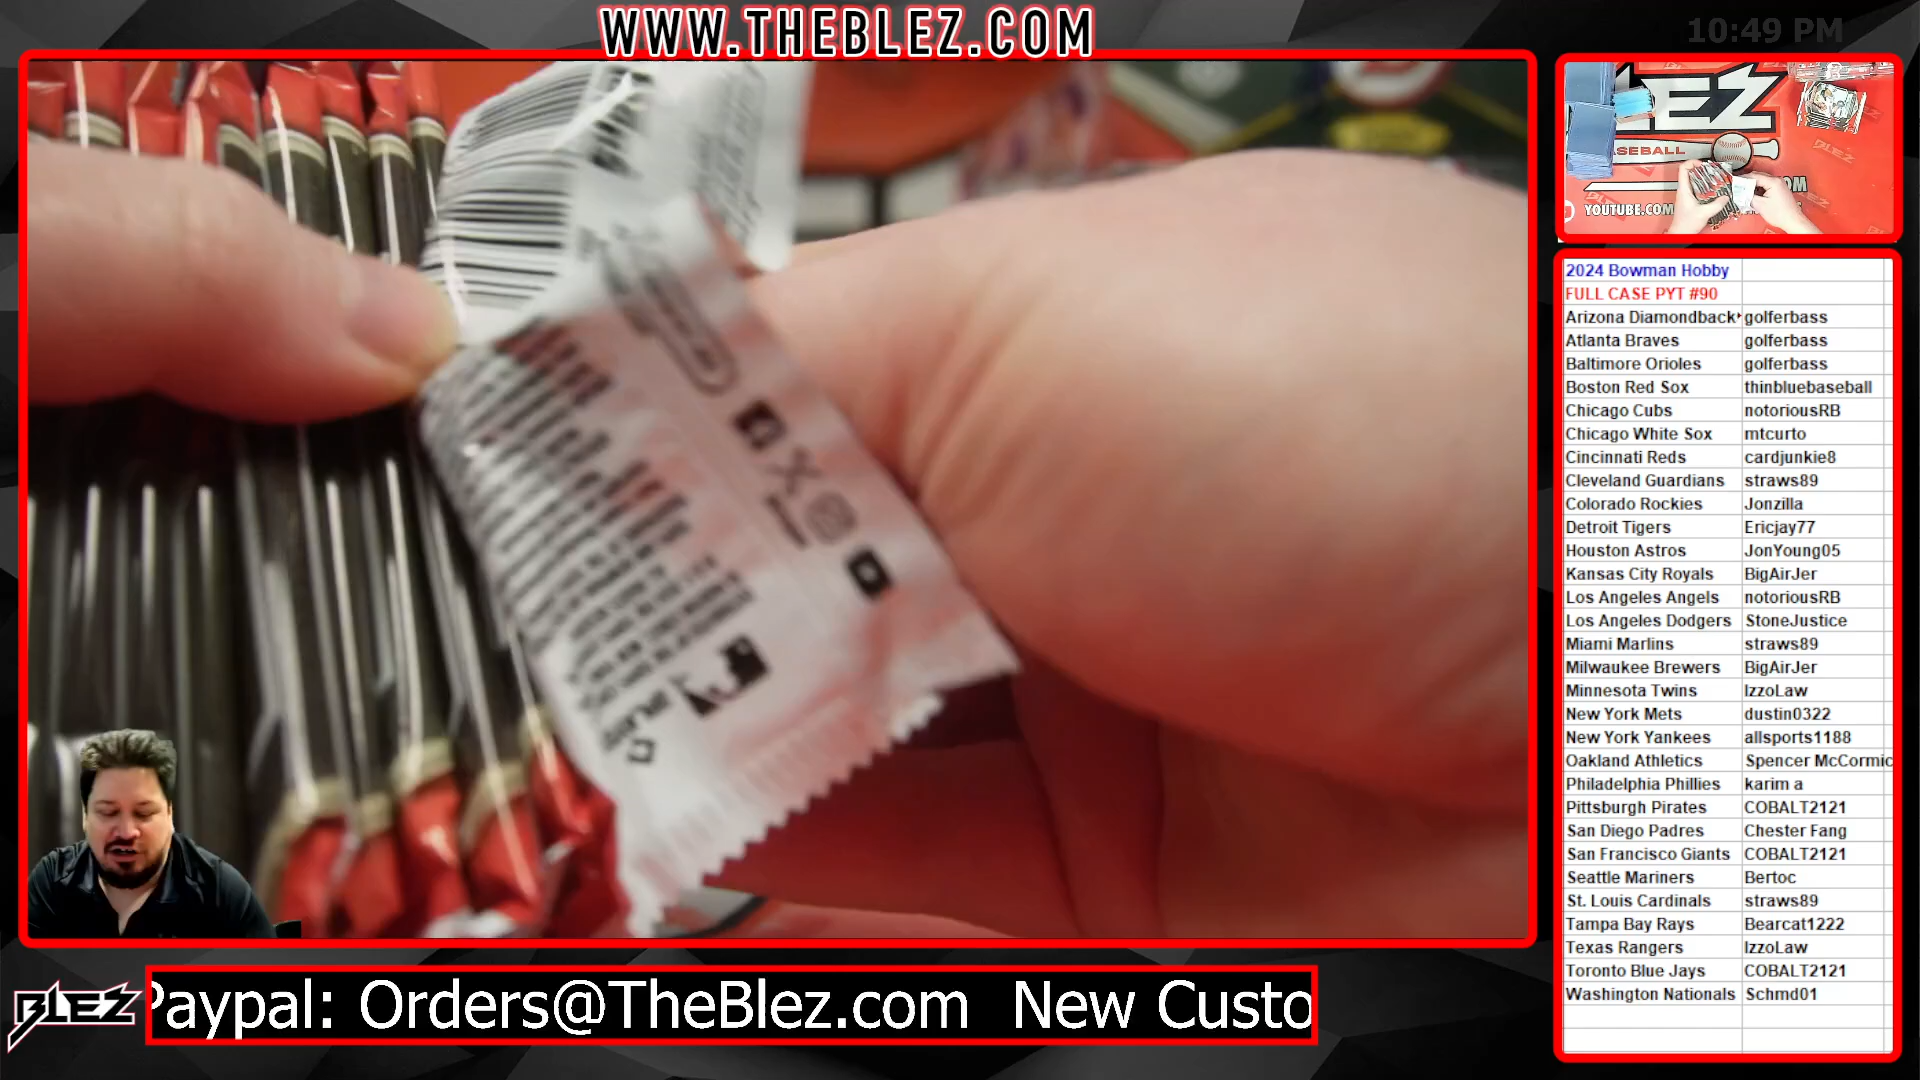 WWW.THEBLEZ.COM
10:49 PM
BLEZ
BASEBALL
YOUTUBE.COM
2024 Bowman Hobby
FULL CASE PYT #90
Arizona Diamondback golferbass
Atlanta Braves golferbass
Baltimore Orioles golferbass
Boston Red Sox thinbluebaseball
Chicago Cubs notoriousRB
Chicago White Sox mtcurto
Cincinnati Reds cardjunkie8
Cleveland Guardians straws89
Colorado Rockies Jonzilla
Detroit Tigers Ericjay77
Houston Astros JonYoung05
Kansas City Royals BigAirJer
Los Angeles Angels notoriousRB
Los Angeles Dodgers StoneJustice
Miami Marlins straws89
Milwaukee Brewers BigAirJer
Minnesota Twins IzzoLaw
New York Mets dustin0322
New York Yankees allsports1188
Oakland Athletics Spencer McCormic
Philadelphia Phillies karim a
Pittsburgh Pirates COBALT2121
San Diego Padres Chester Fang
San Francisco Giants COBALT2121
Seattle Mariners Bertoc
St. Louis Cardinals straws89
Tampa Bay Rays Bearcat1222
Texas Rangers IzzoLaw
Toronto Blue Jays COBALT2121
Washington Nationals Schmd01
BLEZ
Paypal: Orders@TheBlez.com New Custo